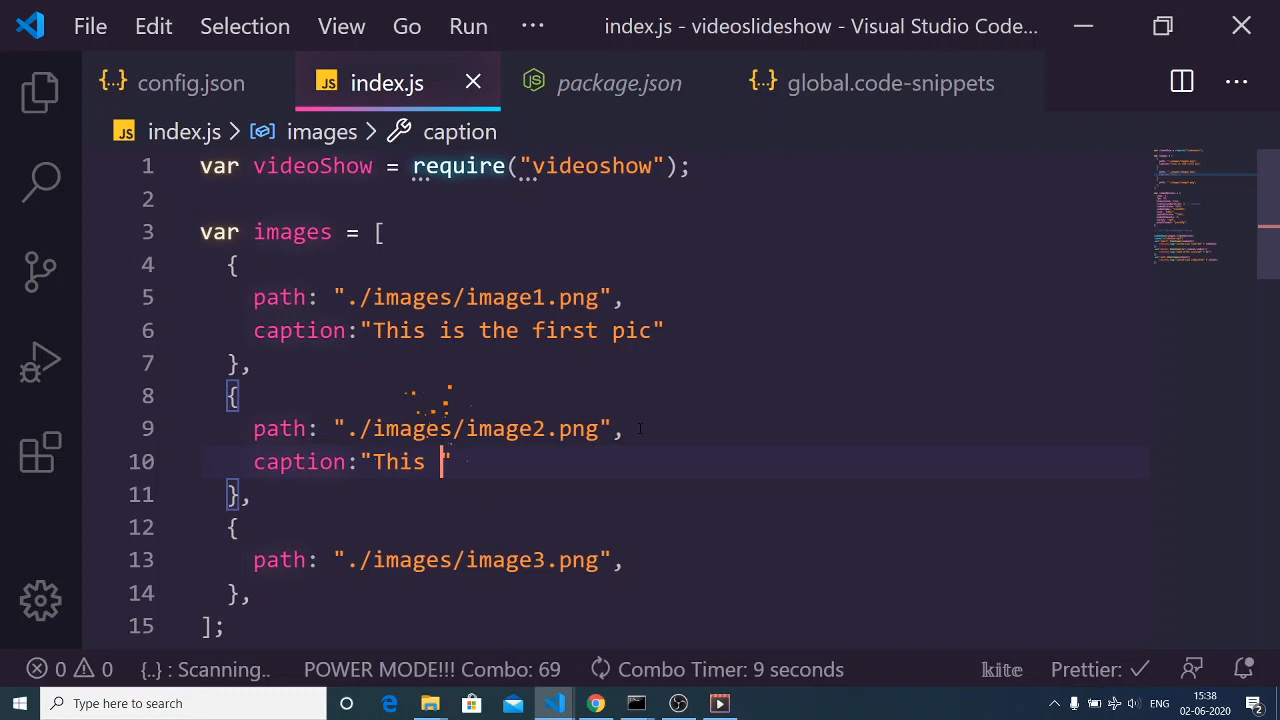 File Edit Selection View Go Run ··· index.js - videoslideshow - Visual Studio Code...
{··} config.json JS index.js package.json {··} global.code-snippets ···
JS index.js > images > caption
1 var videoShow = require("videoshow");
2
3 var images = [
4 {
5 path: "./images/image1.png",
6 caption:"This is the first pic"
7 },
8 {
9 path: "./images/image2.png",
10 caption:"This "
11 },
12 {
13 path: "./images/image3.png",
14 },
15 ];
0 0 {..} : Scanning... POWER MODE!!! Combo: 69 Combo Timer: 9 seconds kite Prettier: ✓
Type here to search ENG 15:38
02-06-2020 2